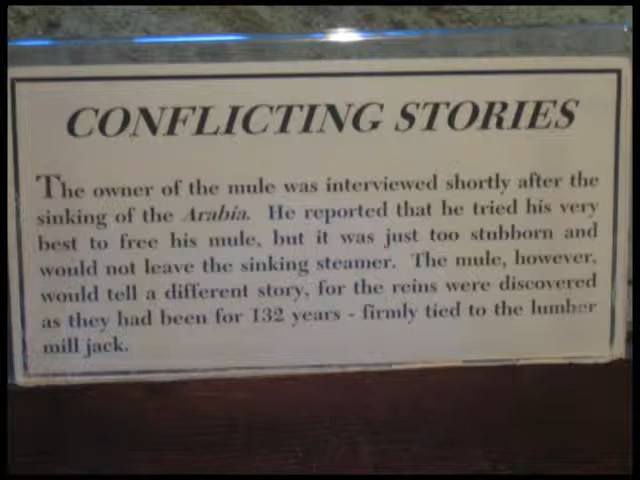 CONFLICTING STORIES
The owner of the mule was interviewed shortly after the
sinking of the Arabia. He reported that he tried his very
best to free his mule, but it was just too stubborn and
would not leave the sinking steamer. The mule, however,
would tell a different story, for the reins were discovered
as they had been for 132 years - firmly tied to the lumber
mill jack.